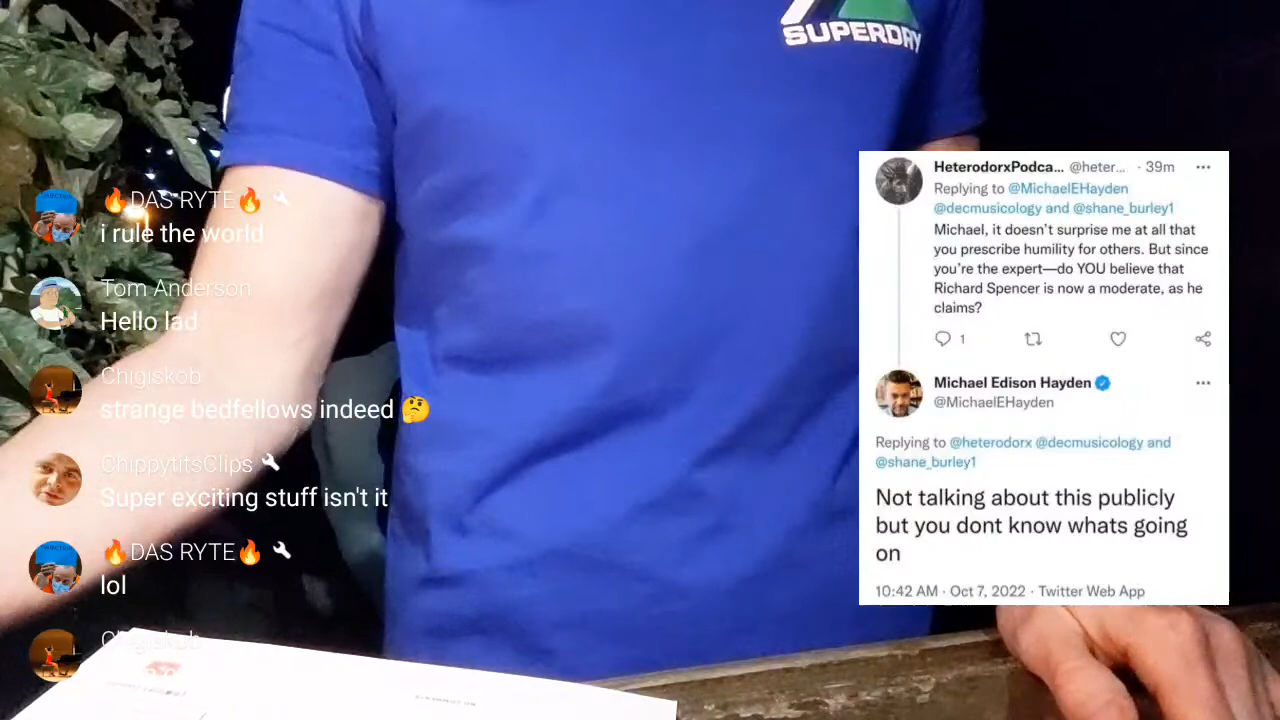 SUPERDRY
🔥DAS RYTE🔥
i rule the world
Tom Anderson
Hello lad
Chigiskob
strange bedfellows indeed 🤔
ChippytitsClips
Super exciting stuff isn't it
🔥DAS RYTE🔥
lol
Chigiskob
HeterodorxPodca... @heter... · 39m
Replying to @MichaelEHayden
@decmusicology and @shane_burley1
Michael, it doesn't surprise me at all that
you prescribe humility for others. But since
you're the expert—do YOU believe that
Richard Spencer is now a moderate, as he
claims?
1
Michael Edison Hayden
@MichaelEHayden
Replying to @heterodorx @decmusicology and
@shane_burley1
Not talking about this publicly
but you dont know whats going
on
10:42 AM · Oct 7, 2022 · Twitter Web App